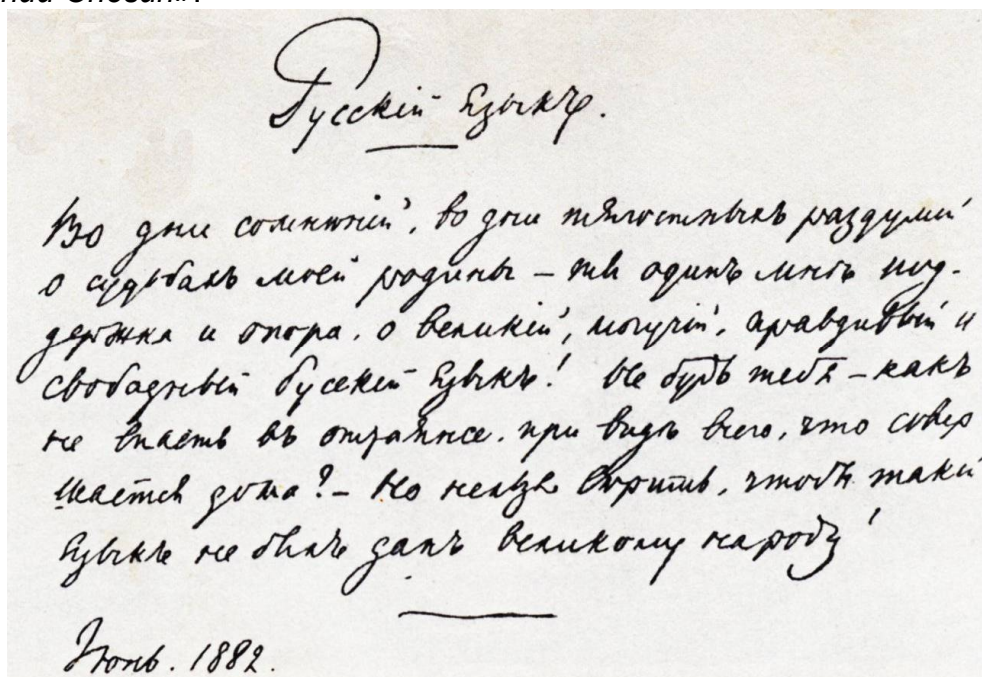 Русскій Языкъ.
Во дни сомнѣній, во дни тягостныхъ раздумій
о судьбахъ моей родины – ты одинъ мнѣ под-
держка и опора, о великій, могучій, правдивый и
свободный русскій языкъ! Не будь тебя – какъ
не впасть въ отчаяніе, при видѣ всего, что совер
шается дома? – Но нельзя вѣрить, чтобы такой
языкъ не былъ данъ великому народу!
Іюнь. 1882.